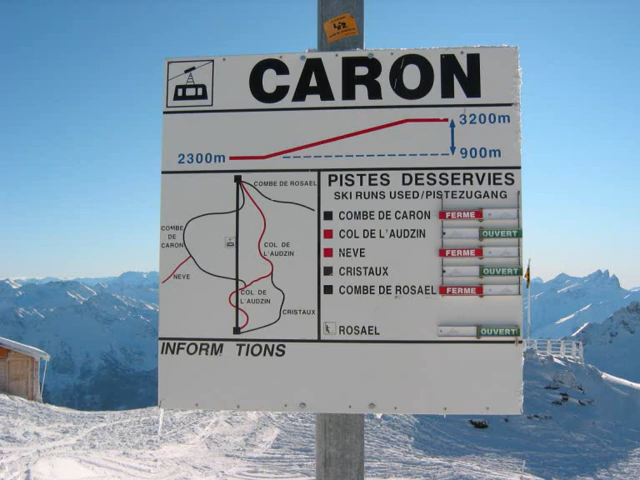 CARON
3200m
2300m
900m
COMBE DE ROSAEL
COMBE
DE
CARON
NEVE
COL DE
L'AUDZIN
COL DE
L'AUDZIN
CRISTAUX
PISTES DESSERVIES
SKI RUNS USED/PISTEZUGANG
COMBE DE CARON FERME
COL DE L'AUDZIN OUVERT
NEVE FERME
CRISTAUX OUVERT
COMBE DE ROSAEL FERME
ROSAEL OUVERT
INFORM TIONS